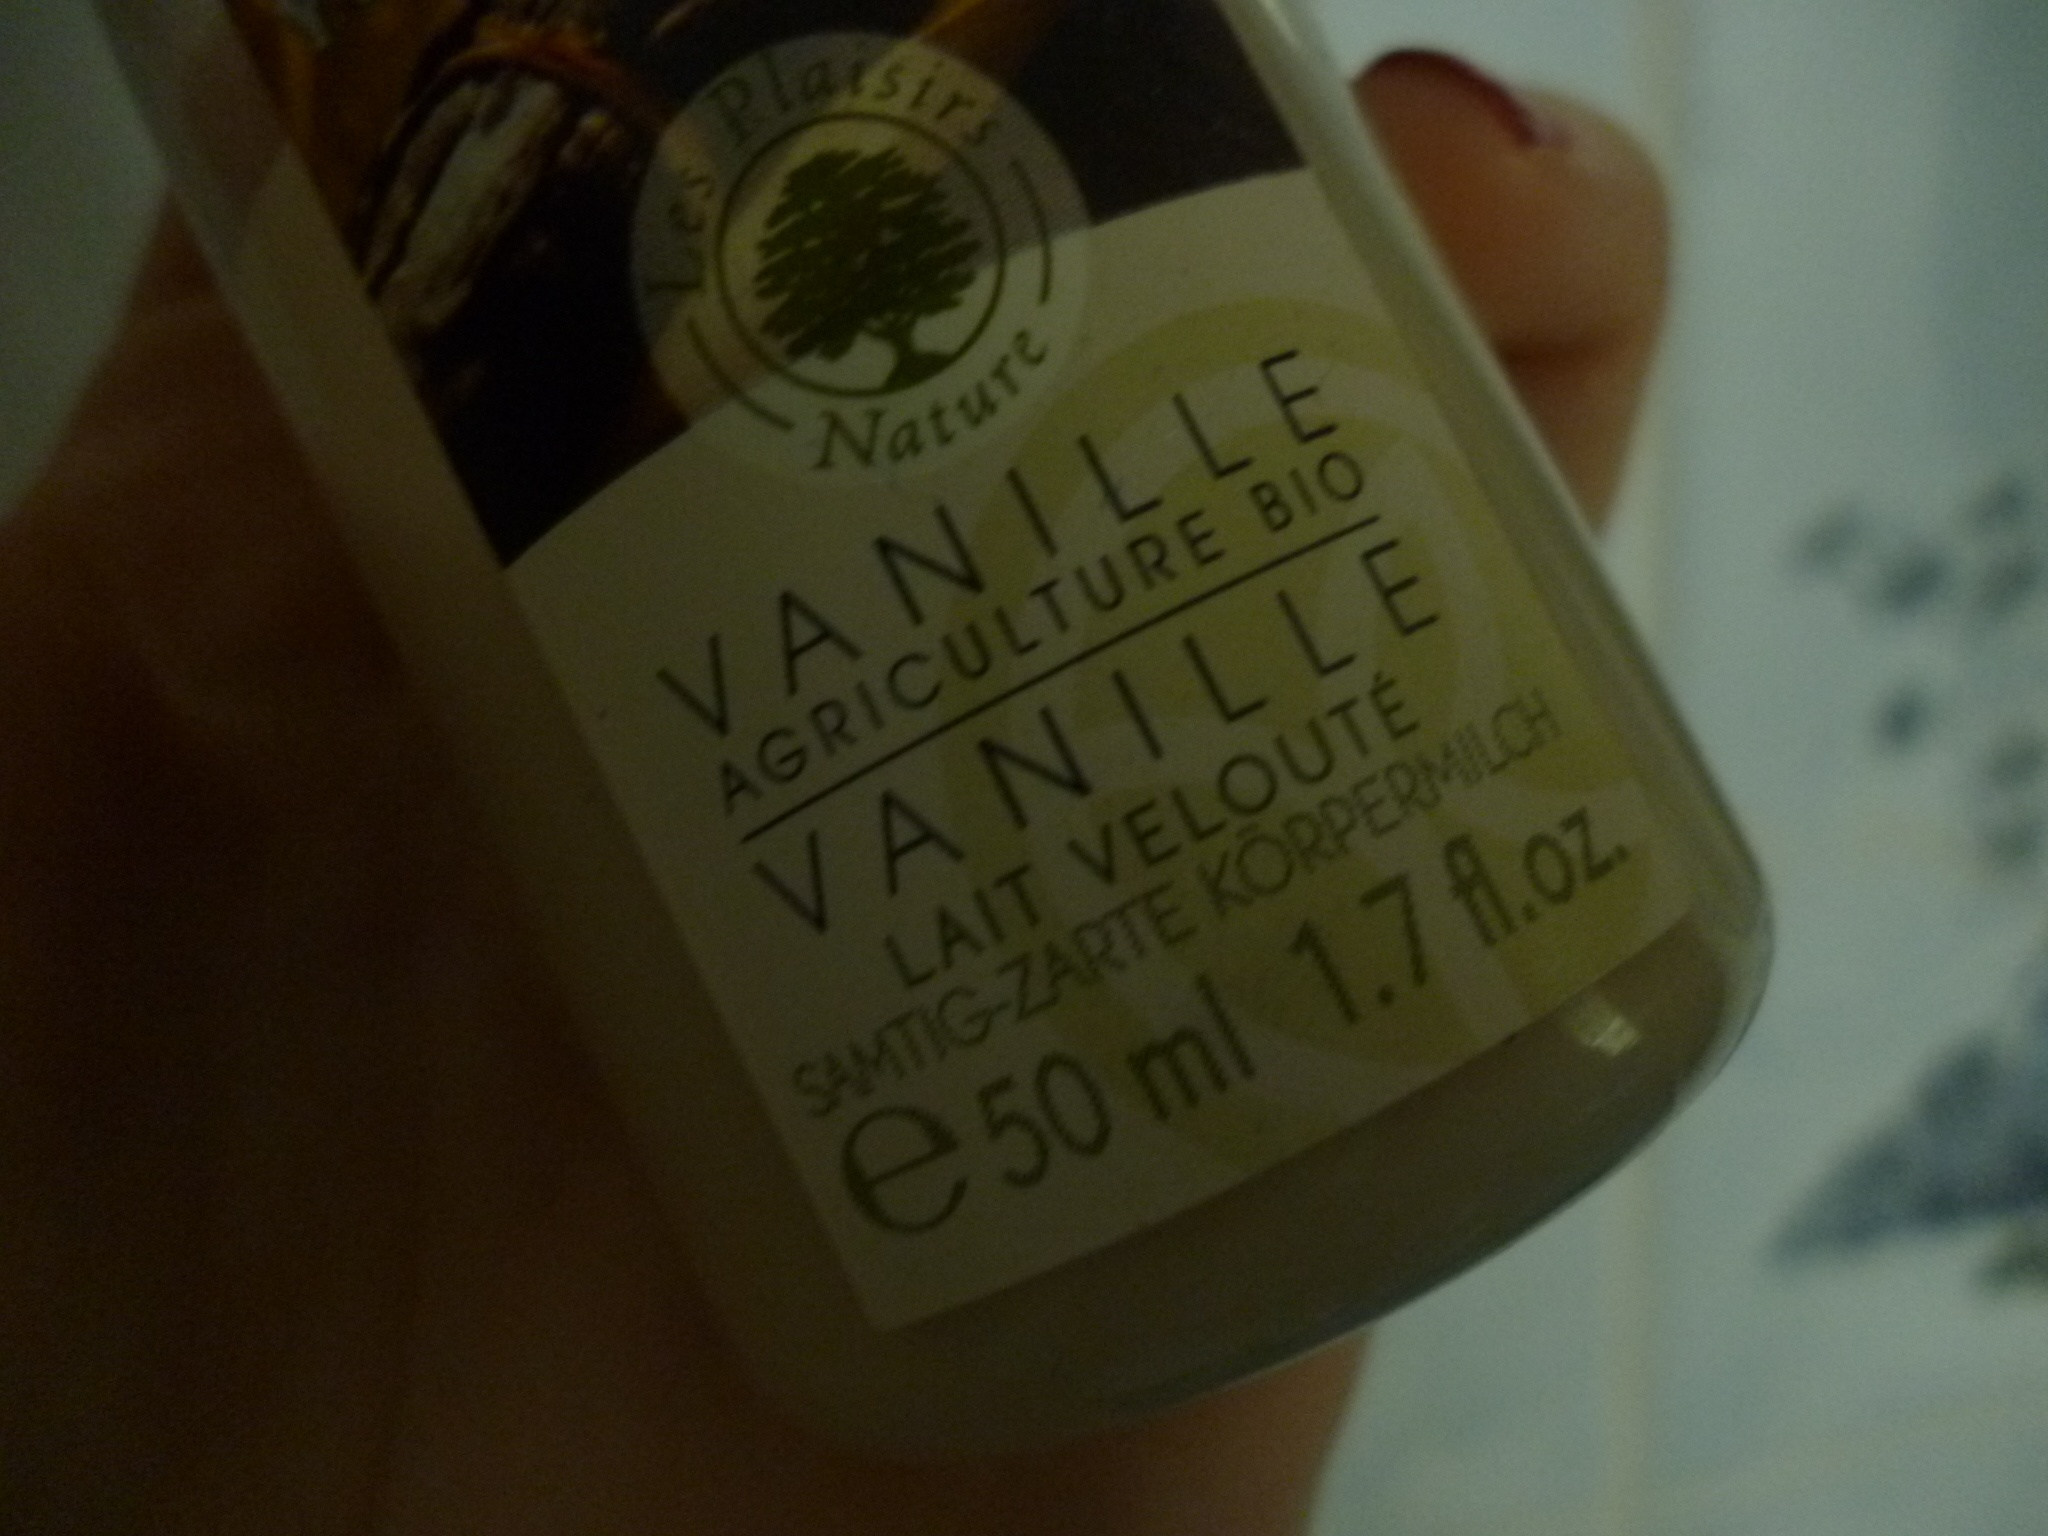 Les Plaisirs
Nature
VANILLE
AGRICULTURE BIO
VANILLE
LAIT VELOUTÉ
SAMTIG-ZARTE KÖRPERMILCH
e 50 ml 1.7 fl.oz.